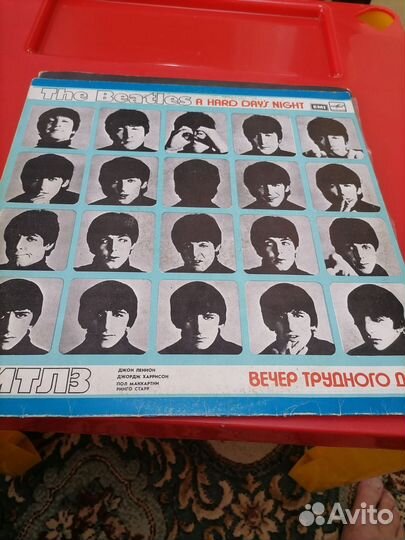 The Beatles A HARD DAY'S NIGHT EMI
ИТЛЗ
ДЖОН ЛЕННОН
ДЖОРДЖ ХАРРИСОН
ПОЛ МАККАРТНИ
РИНГО СТАРР
ВЕЧЕР ТРУДНОГО Д
Avito